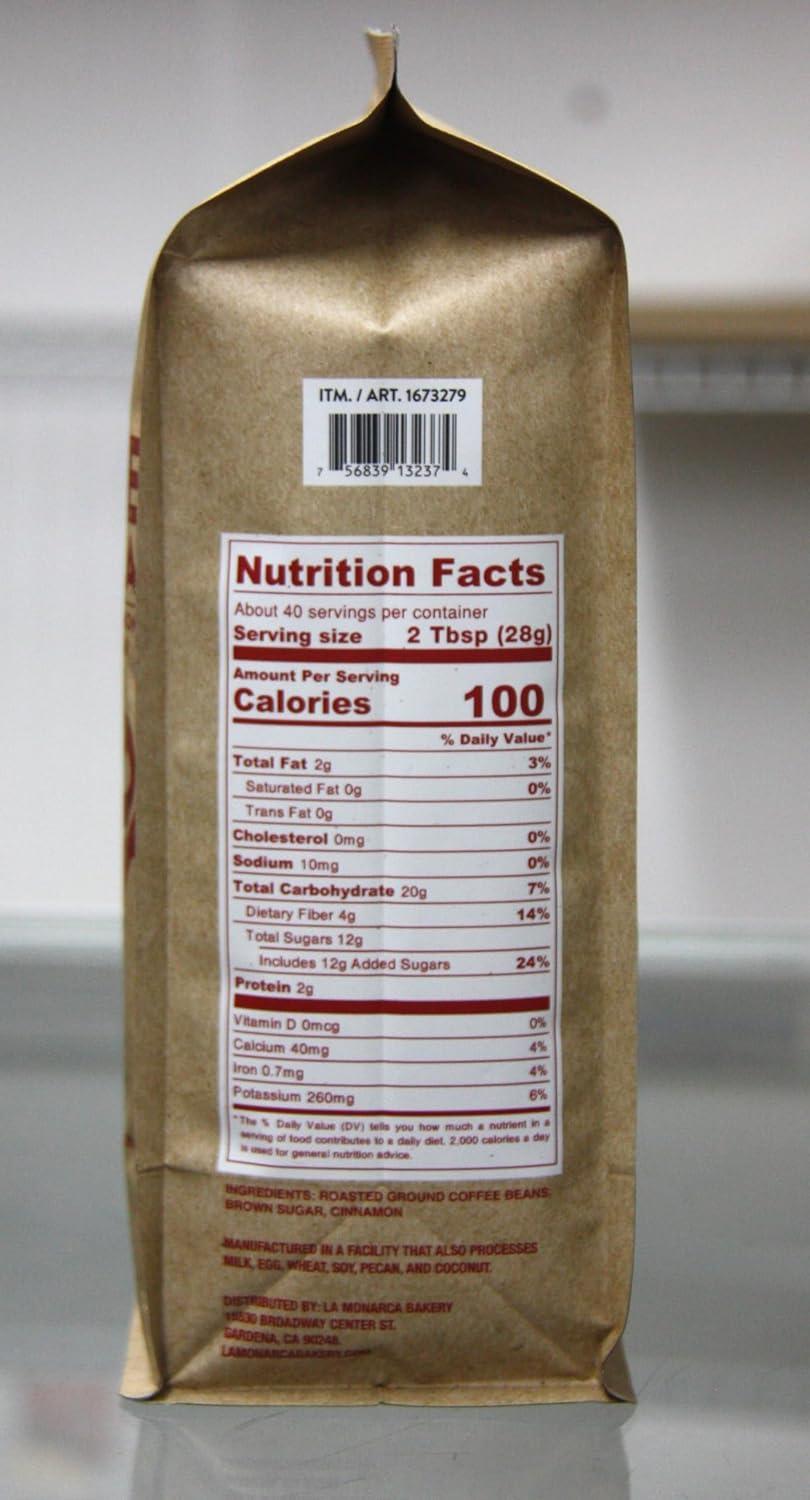 ITM. / ART. 1673279
7 56839 13237 4
Nutrition Facts
About 40 servings per container
Serving size 2 Tbsp (28g)
Amount Per Serving
Calories 100
% Daily Value*
Total Fat 2g 3%
Saturated Fat 0g 0%
Trans Fat 0g
Cholesterol 0mg 0%
Sodium 10mg 0%
Total Carbohydrate 20g 7%
Dietary Fiber 4g 14%
Total Sugars 12g
Includes 12g Added Sugars 24%
Protein 2g
Vitamin D 0mcg 0%
Calcium 40mg 4%
Iron 0.7mg 4%
Potassium 260mg 6%
*The % Daily Value (DV) tells you how much a nutrient in a
serving of food contributes to a daily diet. 2,000 calories a day
is used for general nutrition advice.
INGREDIENTS: ROASTED GROUND COFFEE BEANS,
BROWN SUGAR, CINNAMON
MANUFACTURED IN A FACILITY THAT ALSO PROCESSES
MILK, EGG, WHEAT, SOY, PECAN, AND COCONUT.
DISTRIBUTED BY: LA MONARCA BAKERY
BROADWAY CENTER ST.
GARDENA, CA 90248.
LAMONARCABAKERY.COM